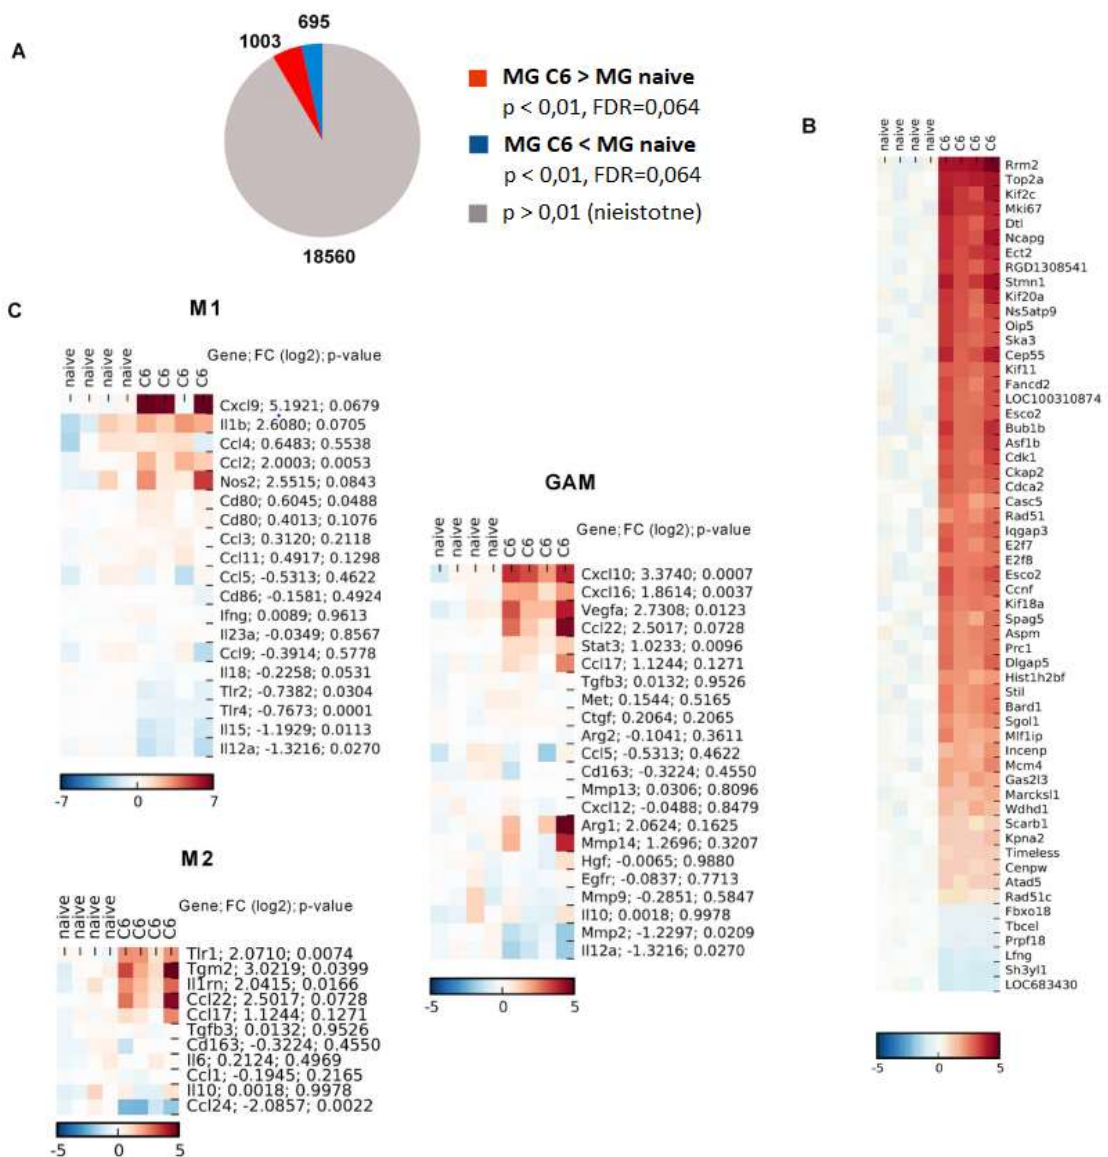 A
695
1003
18560
MG C6 > MG naive
p < 0,01, FDR=0,064
MG C6 < MG naive
p < 0,01, FDR=0,064
p > 0,01 (nieistotne)
B
naive
naive
naive
naive
C6
C6
C6
C6
Rrm2
Top2a
Kif2c
Mki67
Dtl
Ncapg
Ect2
RGD1308541
Stmn1
Kif20a
Ns5atp9
Oip5
Ska3
Cep55
Kif11
Fancd2
LOC100310874
Esco2
Bub1b
Asf1b
Cdk1
Ckap2
Cdca2
Casc5
Rad51
Iqgap3
E2f7
E2f8
Esco2
Ccnf
Kif18a
Spag5
Aspm
Prc1
Dlgap5
Hist1h2bf
Stil
Bard1
Sgol1
Mlf1ip
Incenp
Mcm4
Gas2l3
Marcksl1
Wdhd1
Scarb1
Kpna2
Timeless
Cenpw
Atad5
Rad51c
Fbxo18
Tbcel
Prpf18
Lfng
Sh3yl1
LOC683430
-5 0 5
C
M1
naive
naive
naive
naive
C6
C6
C6
C6
Gene; FC (log2); p-value
Cxcl9; 5.1921; 0.0679
Il1b; 2.6080; 0.0705
Ccl4; 0.6483; 0.5538
Ccl2; 2.0003; 0.0053
Nos2; 2.5515; 0.0843
Cd80; 0.6045; 0.0488
Cd80; 0.4013; 0.1076
Ccl3; 0.3120; 0.2118
Ccl11; 0.4917; 0.1298
Ccl5; -0.5313; 0.4622
Cd86; -0.1581; 0.4924
Ifng; 0.0089; 0.9613
Il23a; -0.0349; 0.8567
Ccl9; -0.3914; 0.5778
Il18; -0.2258; 0.0531
Tlr2; -0.7382; 0.0304
Tlr4; -0.7673; 0.0001
Il15; -1.1929; 0.0113
Il12a; -1.3216; 0.0270
-7 0 7
GAM
naive
naive
naive
naive
C6
C6
C6
C6
Gene; FC (log2); p-value
Cxcl10; 3.3740; 0.0007
Cxcl16; 1.8614; 0.0037
Vegfa; 2.7308; 0.0123
Ccl22; 2.5017; 0.0728
Stat3; 1.0233; 0.0096
Ccl17; 1.1244; 0.1271
Tgfb3; 0.0132; 0.9526
Met; 0.1544; 0.5165
Ctgf; 0.2064; 0.2065
Arg2; -0.1041; 0.3611
Ccl5; -0.5313; 0.4622
Cd163; -0.3224; 0.4550
Mmp13; 0.0306; 0.8096
Cxcl12; -0.0488; 0.8479
Arg1; 2.0624; 0.1625
Mmp14; 1.2696; 0.3207
Hgf; -0.0065; 0.9880
Egfr; -0.0837; 0.7713
Mmp9; -0.2851; 0.5847
Il10; 0.0018; 0.9978
Mmp2; -1.2297; 0.0209
Il12a; -1.3216; 0.0270
-5 0 5
M2
naive
naive
naive
naive
C6
C6
C6
C6
Gene; FC (log2); p-value
Tlr1; 2.0710; 0.0074
Tgm2; 3.0219; 0.0399
Il1rn; 2.0415; 0.0166
Ccl22; 2.5017; 0.0728
Ccl17; 1.1244; 0.1271
Tgfb3; 0.0132; 0.9526
Cd163; -0.3224; 0.4550
Il6; 0.2124; 0.4969
Ccl1; -0.1945; 0.2165
Il10; 0.0018; 0.9978
Ccl24; -2.0857; 0.0022
-5 0 5